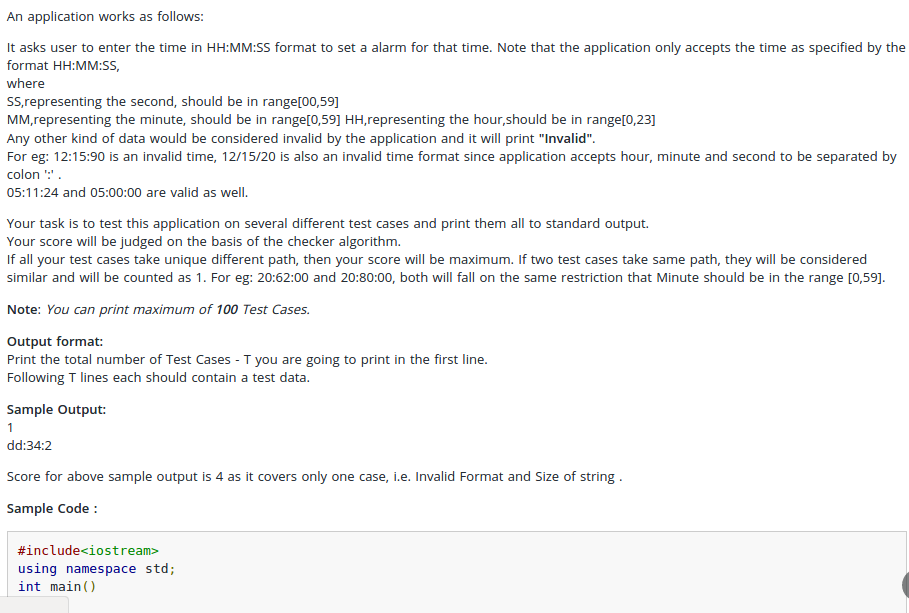 An application works as follows:
It asks user to enter the time in HH:MM:SS format to set a alarm for that time. Note that the application only accepts the time as specified by the
format HH:MM:SS,
where
SS,representing the second, should be in range[00,59]
MM,representing the minute, should be in range[0,59] HH,representing the hour,should be in range[0,23]
Any other kind of data would be considered invalid by the application and it will print "Invalid".
For eg: 12:15:90 is an invalid time, 12/15/20 is also an invalid time format since application accepts hour, minute and second to be separated by
colon ':' .
05:11:24 and 05:00:00 are valid as well.
Your task is to test this application on several different test cases and print them all to standard output.
Your score will be judged on the basis of the checker algorithm.
If all your test cases take unique different path, then your score will be maximum. If two test cases take same path, they will be considered
similar and will be counted as 1. For eg: 20:62:00 and 20:80:00, both will fall on the same restriction that Minute should be in the range [0,59].
Note: You can print maximum of 100 Test Cases.
Output format:
Print the total number of Test Cases - T you are going to print in the first line.
Following T lines each should contain a test data.
Sample Output:
1
dd:34:2
Score for above sample output is 4 as it covers only one case, i.e. Invalid Format and Size of string .
Sample Code :
#include<iostream>
using namespace std;
int main()